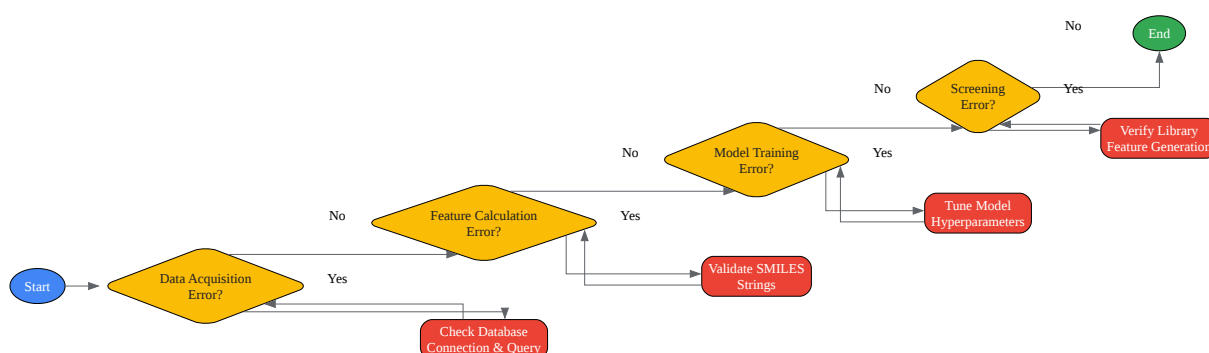 Start
Data Acquisition
Error?
Yes
Check Database
Connection & Query
No
Feature Calculation
Error?
Yes
Validate SMILES
Strings
No
Model Training
Error?
Yes
Tune Model
Hyperparameters
No
Screening
Error?
Yes
Verify Library
Feature Generation
No
End